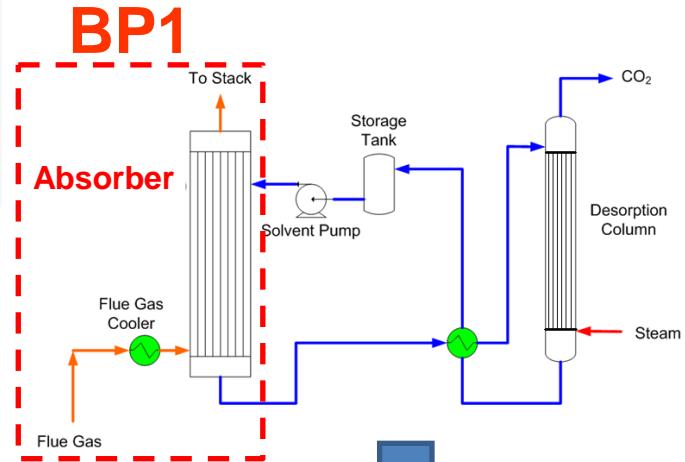 BP1
To Stack
CO₂
Storage
Tank
Absorber
Solvent Pump
Desorption
Column
Flue Gas
Cooler
Steam
Flue Gas